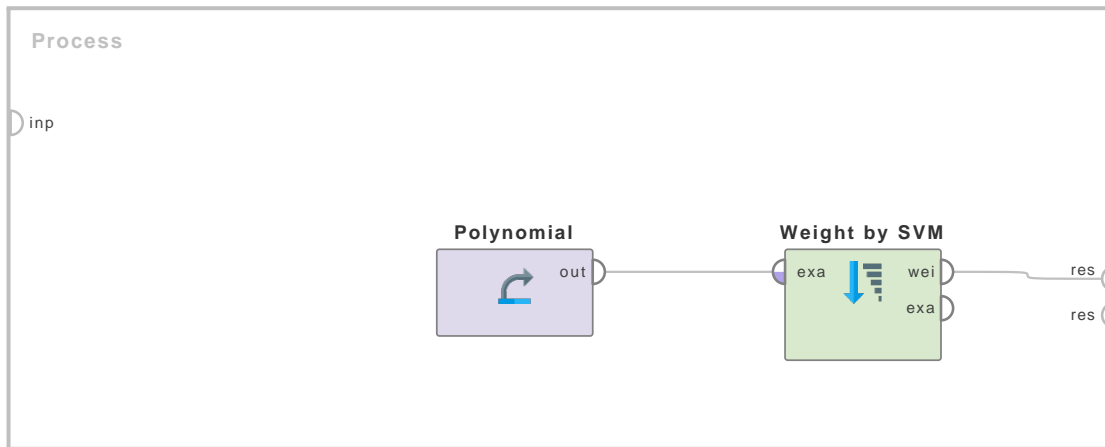 Process
inp
Polynomial
Weight by SVM
out
exa
wei
res
exa
res